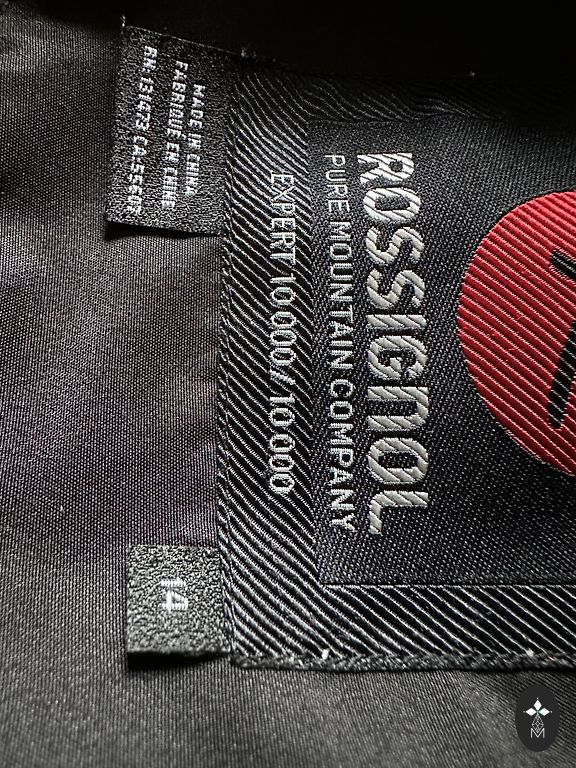 ROSSIGNOL
PURE MOUNTAIN COMPANY
EXPERT 10 000 // 10 000
MADE IN CHINA
FABRIQUÉ EN CHINE
RN:131473 CA:55607
14
M